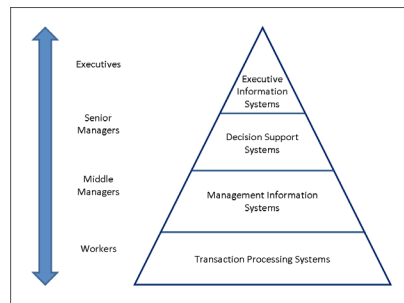 Executives
Executive
Information
Systems
Senior
Managers
Decision Support
Systems
Middle
Managers
Management Information
Systems
Workers
Transaction Processing Systems